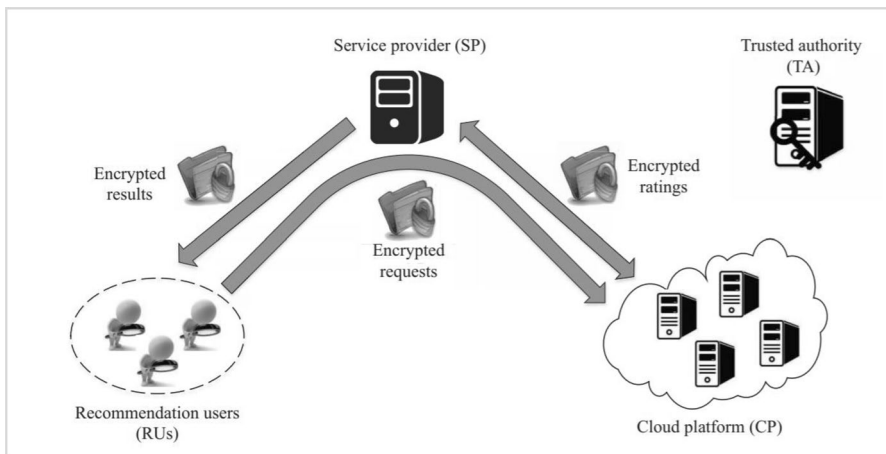 Service provider (SP)
Trusted authority
(TA)
Encrypted
results
Encrypted
ratings
Encrypted
requests
Recommendation users
(RUs)
Cloud platform (CP)